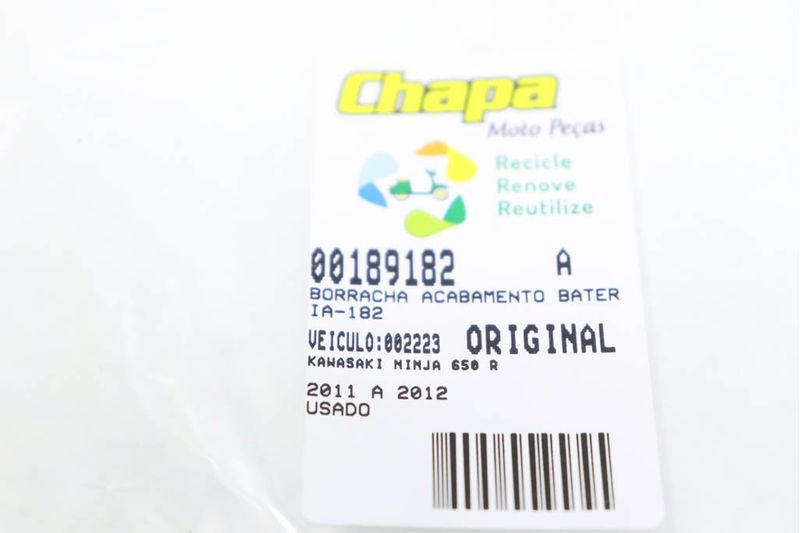 Chapa
Moto Peças
Recicle
Renove
Reutilize
00189182 A
BORRACHA ACABAMENTO BATER
IA-182
VEICULO:002223 ORIGINAL
KAWASAKI NINJA 650 R
2011 A 2012
USADO